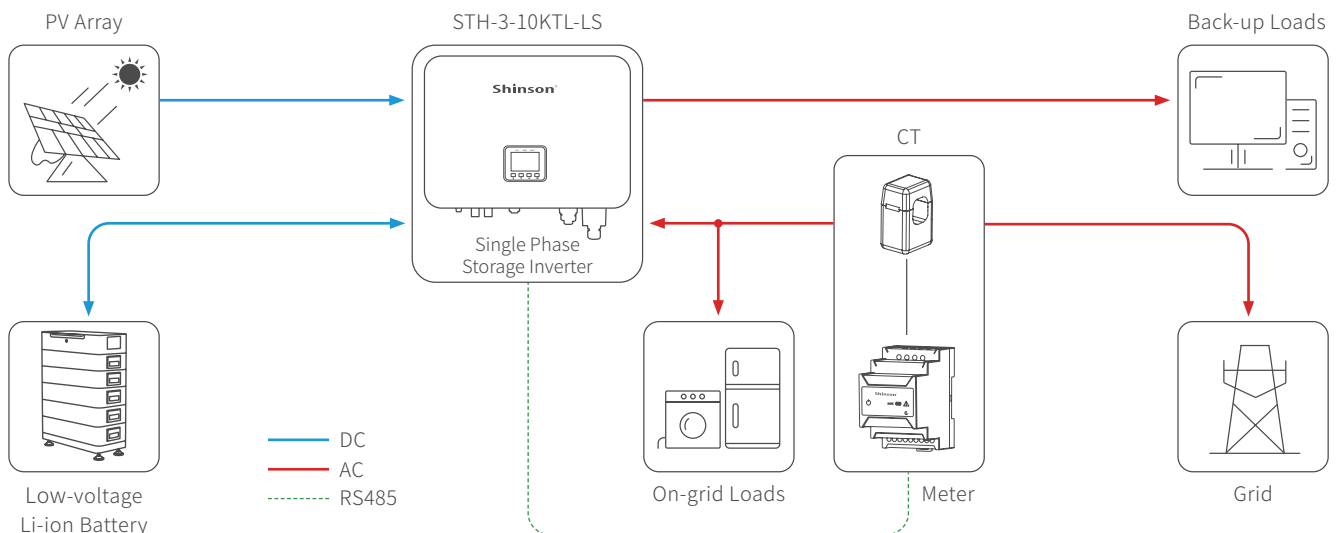 PV Array
STH-3-10KTL-LS
Back-up Loads
Shinson
CT
Single Phase
Storage Inverter
Shinson
DC
AC
RS485
Low-voltage
Li-ion Battery
On-grid Loads
Meter
Grid